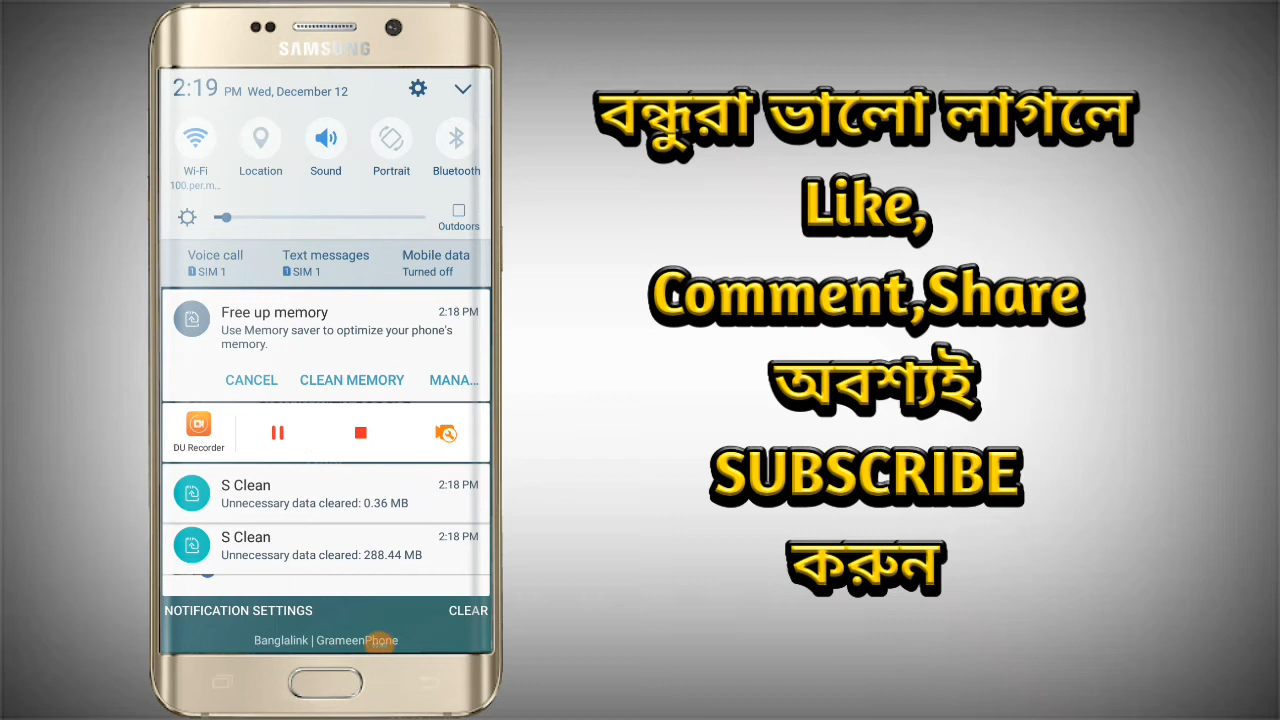 SAMSUNG
2:19 PM Wed, December 12
Wi-Fi Location Sound Portrait Bluetooth
100.per.m...
Outdoors
Voice call Text messages Mobile data
1 SIM 1 1 SIM 1 Turned off
Free up memory 2:18 PM
Use Memory saver to optimize your phone's
memory.
CANCEL CLEAN MEMORY MANA...
DU Recorder
S Clean 2:18 PM
Unnecessary data cleared: 0.36 MB
S Clean 2:18 PM
Unnecessary data cleared: 288.44 MB
NOTIFICATION SETTINGS CLEAR
Banglalink | GrameenPhone
বন্ধুরা ভালো লাগলে
Like,
Comment,Share
অবশ্যই
SUBSCRIBE
করুন